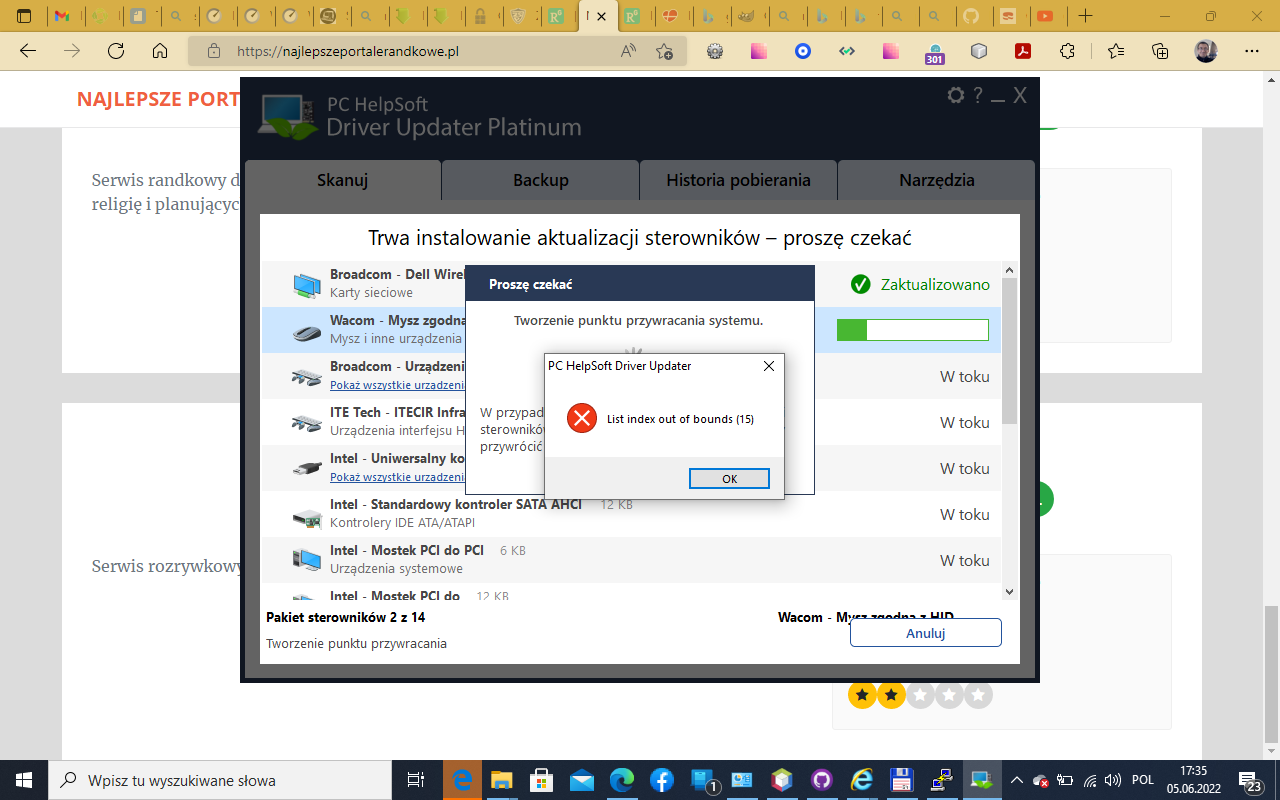 https://najlepszeportalerandkowe.pl
301
NAJLEPSZE PORT
Serwis randkowy d
religię i planującyc
Serwis rozrywkowy
PC HelpSoft
Driver Updater Platinum
?
X
Skanuj
Backup
Historia pobierania
Narzędzia
Trwa instalowanie aktualizacji sterowników – proszę czekać
Broadcom - Dell Wirel
Karty sieciowe
Zaktualizowano
Wacom - Mysz zgodna
Mysz i inne urządzenia
Broadcom - Urządzeni
Pokaż wszystkie urzadzenia
W toku
ITE Tech - ITECIR Infra
Urządzenia interfejsu H
W toku
Intel - Uniwersalny ko
Pokaż wszystkie urzadzenia
W toku
Intel - Standardowy kontroler SATA AHCI 12 KB
Kontrolery IDE ATA/ATAPI
W toku
Intel - Mostek PCI do PCI 6 KB
Urządzenia systemowe
W toku
Intel - Mostek PCI do 12 KB
Proszę czekać
Tworzenie punktu przywracania systemu.
W przypad
sterowników
przywrócić
PC HelpSoft Driver Updater
List index out of bounds (15)
OK
Pakiet sterowników 2 z 14
Wacom - Mysz zgodna z HID
Tworzenie punktu przywracania
Anuluj
Wpisz tu wyszukiwane słowa
1
POL
17:35
05.06.2022
23